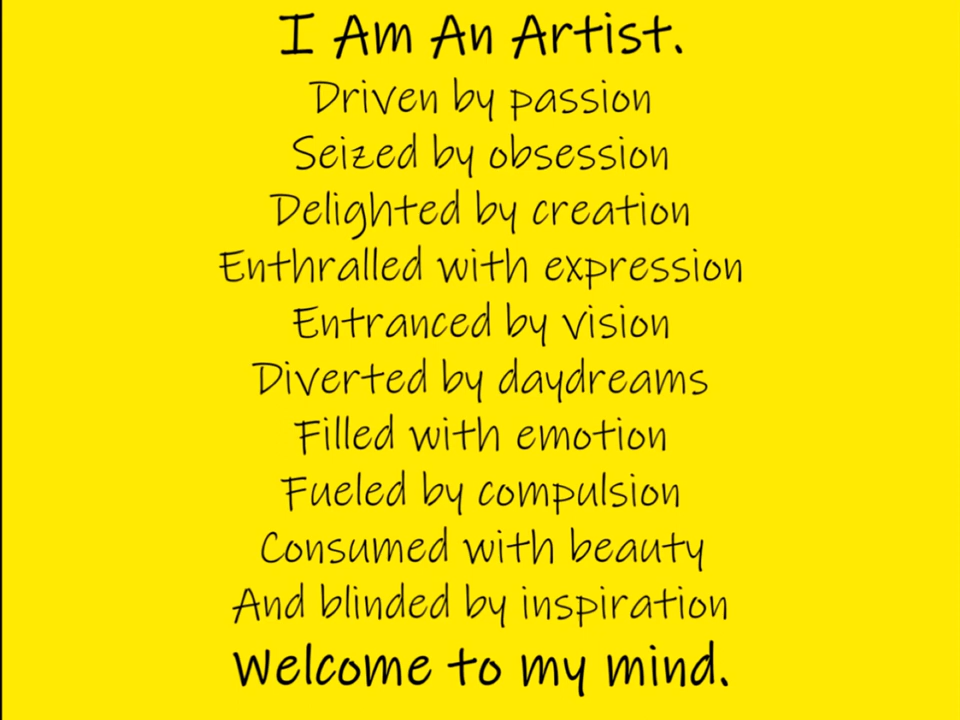 I Am An Artist.
Driven by passion
Seized by obsession
Delighted by creation
Enthralled with expression
Entranced by vision
Diverted by daydreams
Filled with emotion
Fueled by compulsion
Consumed with beauty
And blinded by inspiration
Welcome to my mind.